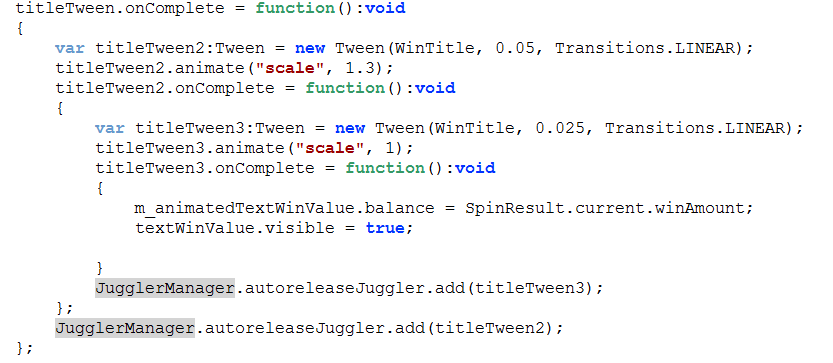 titleTween.onComplete = function():void
{
    var titleTween2:Tween = new Tween(WinTitle, 0.05, Transitions.LINEAR);
    titleTween2.animate("scale", 1.3);
    titleTween2.onComplete = function():void
    {
        var titleTween3:Tween = new Tween(WinTitle, 0.025, Transitions.LINEAR);
        titleTween3.animate("scale", 1);
        titleTween3.onComplete = function():void
        {
            m_animatedTextWinValue.balance = SpinResult.current.winAmount;
            textWinValue.visible = true;

        }
        JugglerManager.autoreleaseJuggler.add(titleTween3);
    };
    JugglerManager.autoreleaseJuggler.add(titleTween2);
};